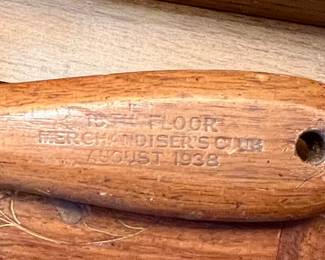 FLOOR
MERCHANDISER'S CLUB
AUGUST 1938